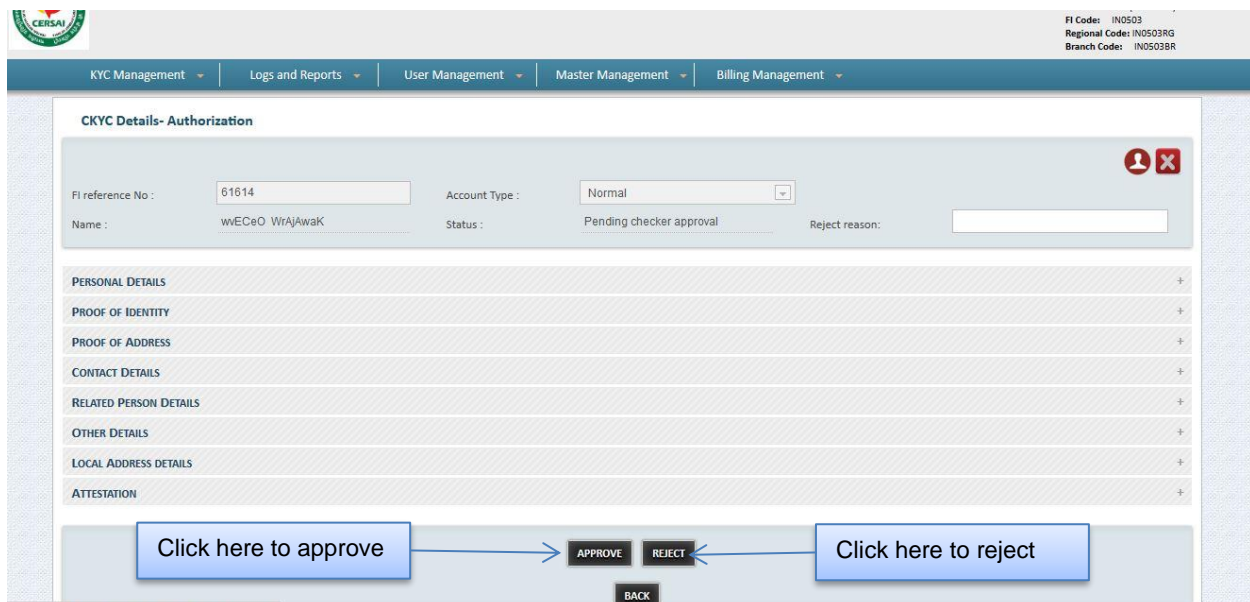 CERSAI
FI Code: IN0503
Regional Code: IN0503RG
Branch Code: IN0503BR
KYC Management Logs and Reports User Management Master Management Billing Management
CKYC Details- Authorization
FI reference No : 61614 Account Type : Normal
Name : wvECeO WrAjAwaK Status : Pending checker approval Reject reason:
PERSONAL DETAILS +
PROOF OF IDENTITY +
PROOF OF ADDRESS +
CONTACT DETAILS +
RELATED PERSON DETAILS +
OTHER DETAILS +
LOCAL ADDRESS DETAILS +
ATTESTATION +
Click here to approve APPROVE REJECT Click here to reject
BACK